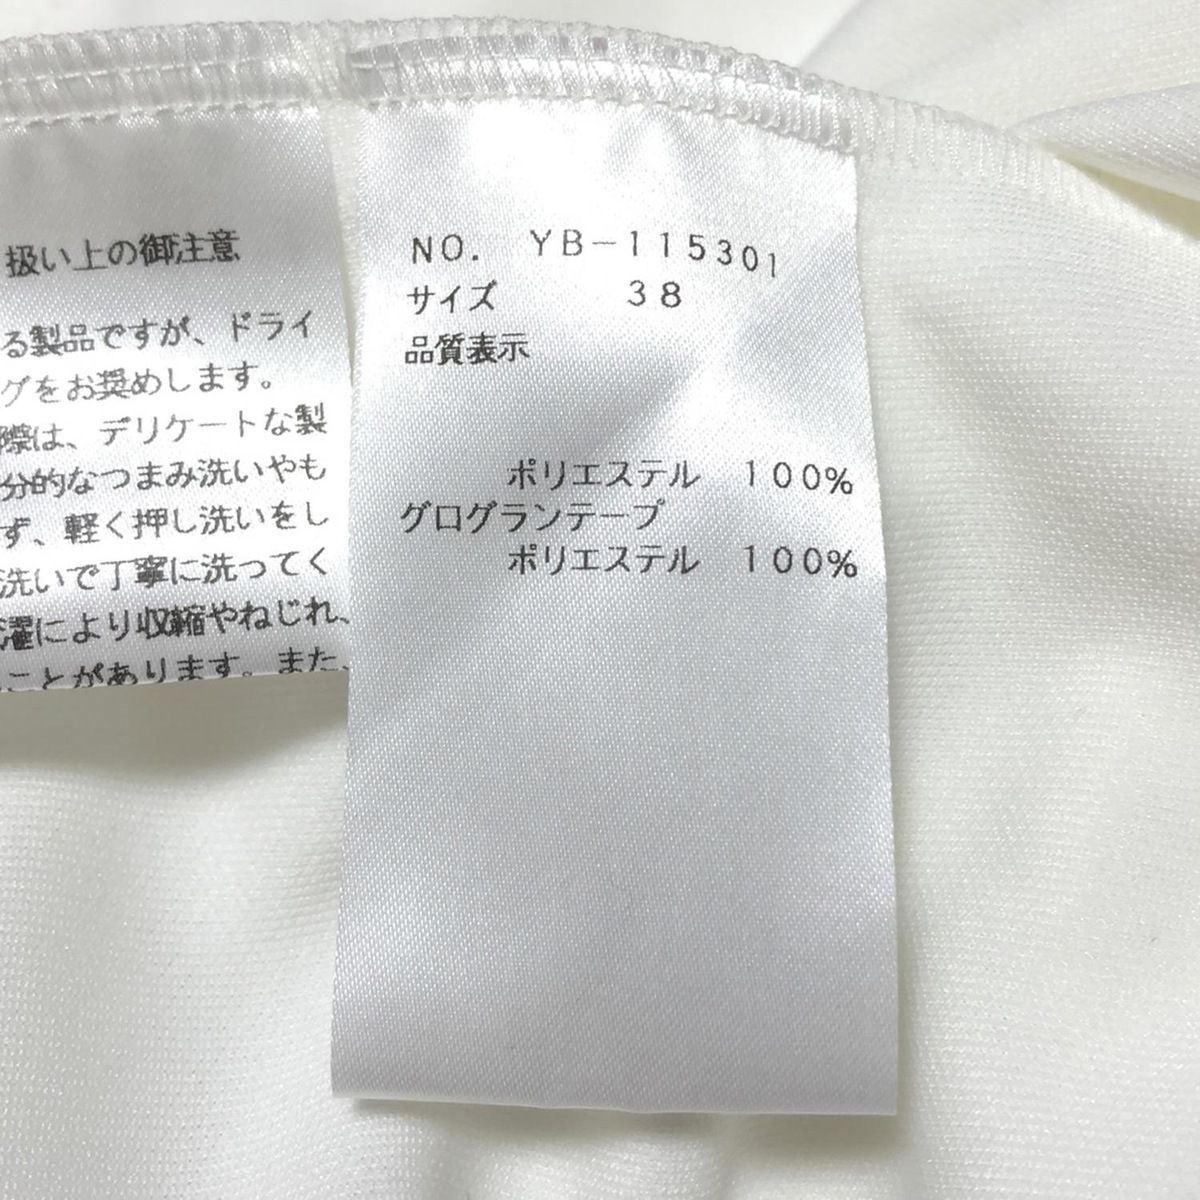 扱い上の御注意
る製品ですが、ドライ
グをお奨めします。
際は、デリケートな製
分的なつまみ洗いやも
ず、軽く押し洗いをし
洗いで丁寧に洗ってく
濯により収縮やねじれ、
ことがあります。また、
NO. YB-115301
サイズ 38
品質表示
ポリエステル 100%
グログランテープ
ポリエステル 100%